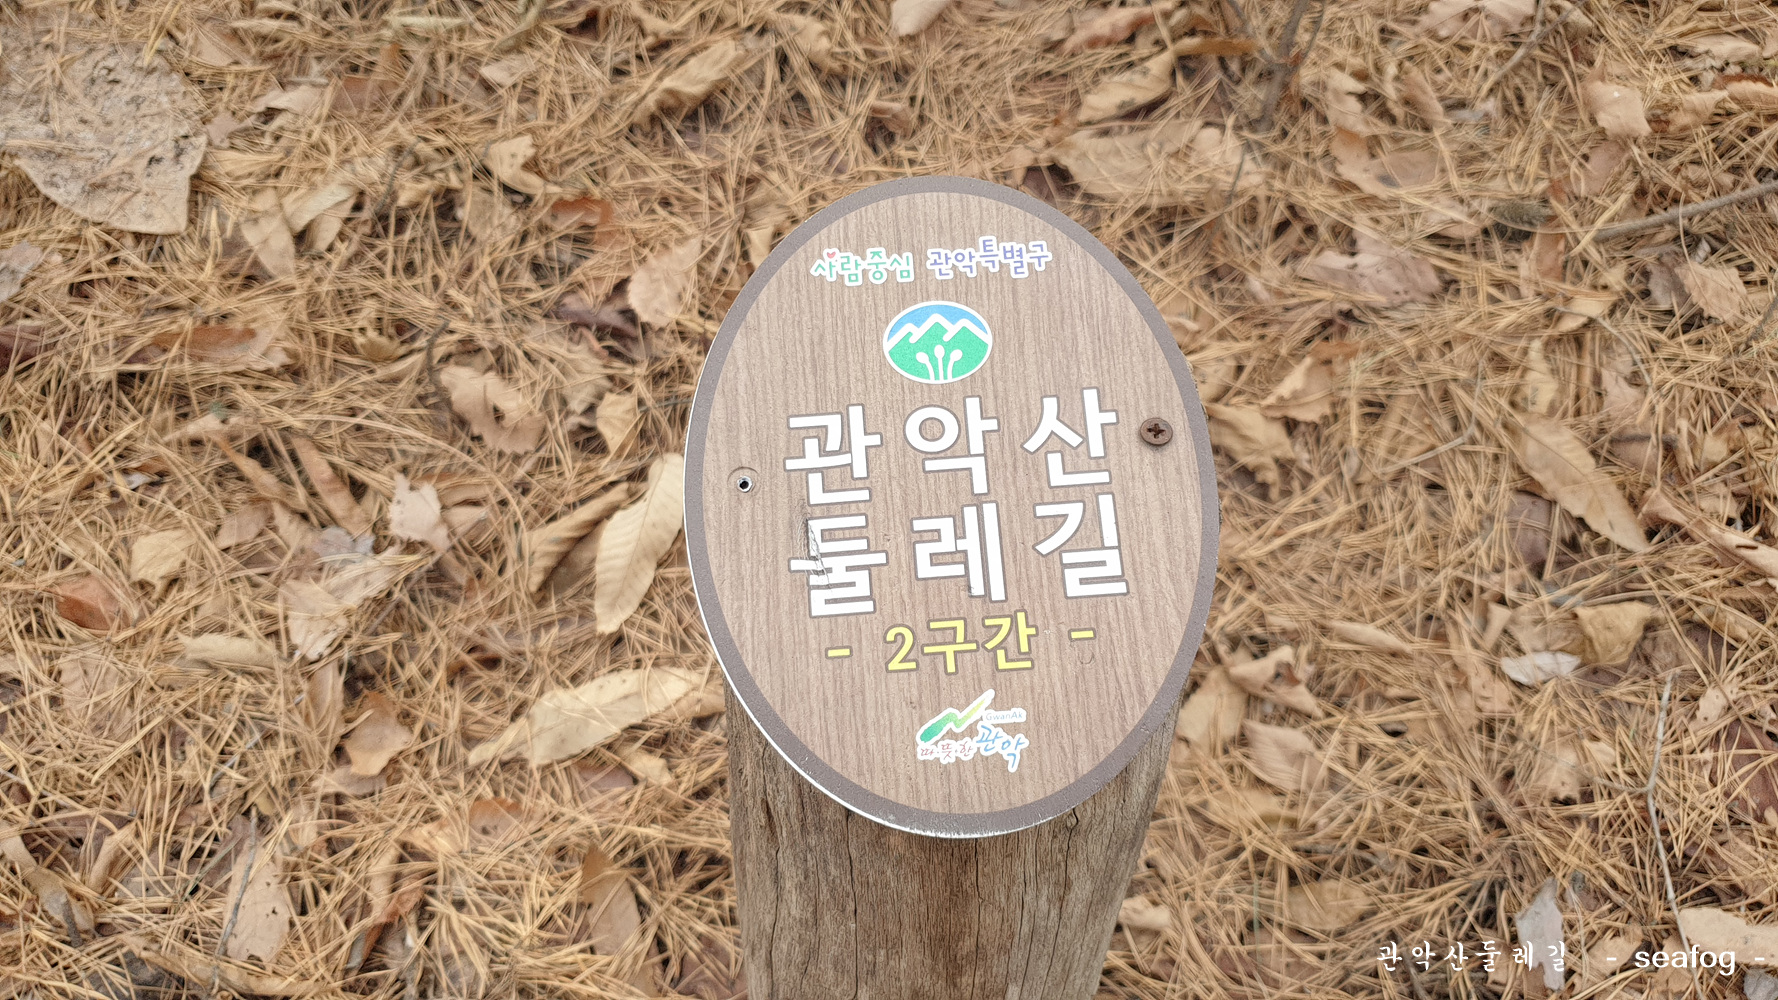 사람중심 관악특별구
관악산
둘레길
- 2구간 -
GwanAk
따·뜻·한 관악
관악산둘레길 - seafog -